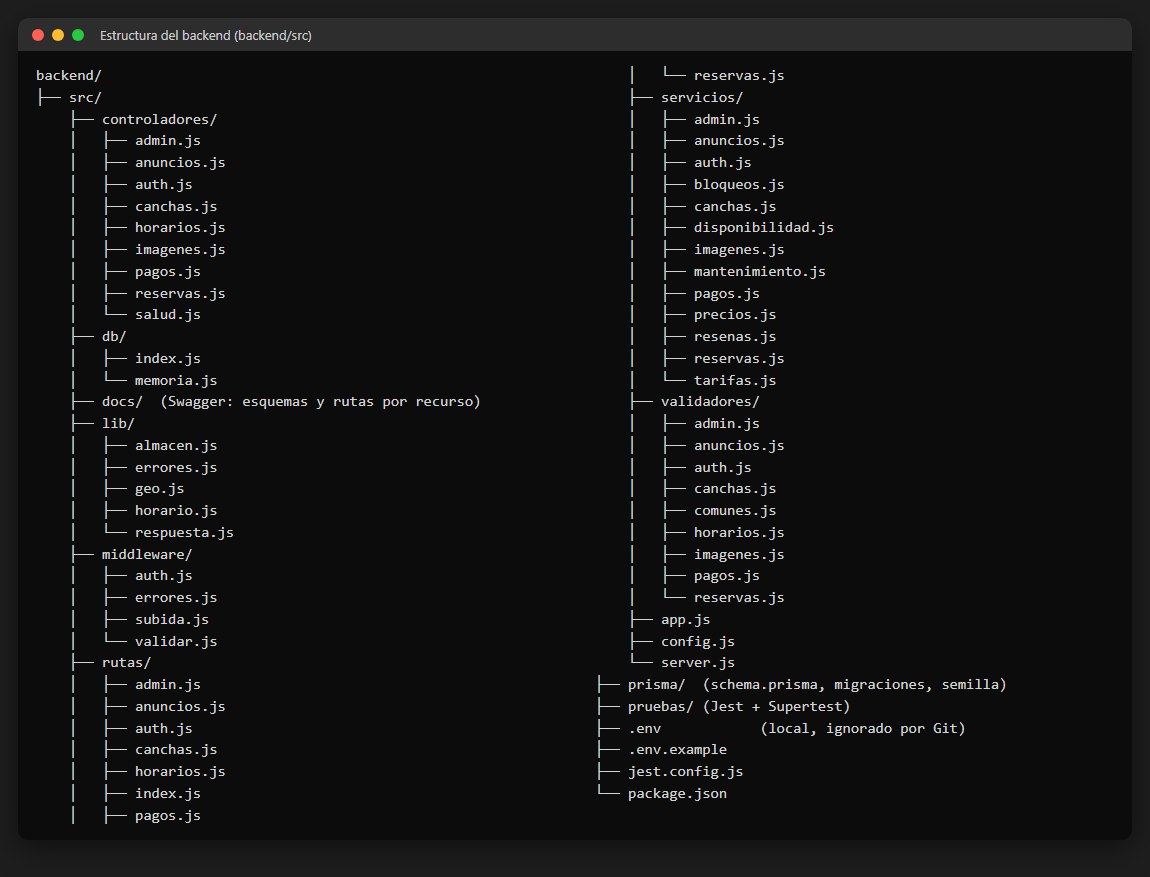 Estructura del backend (backend/src)
backend/
├── src/
    ├── controladores/
    │   ├── admin.js
    │   ├── anuncios.js
    │   ├── auth.js
    │   ├── canchas.js
    │   ├── horarios.js
    │   ├── imagenes.js
    │   ├── pagos.js
    │   ├── reservas.js
    │   └── salud.js
    ├── db/
    │   ├── index.js
    │   └── memoria.js
    ├── docs/  (Swagger: esquemas y rutas por recurso)
    ├── lib/
    │   ├── almacen.js
    │   ├── errores.js
    │   ├── geo.js
    │   ├── horario.js
    │   └── respuesta.js
    ├── middleware/
    │   ├── auth.js
    │   ├── errores.js
    │   ├── subida.js
    │   └── validar.js
    ├── rutas/
    │   ├── admin.js
    │   ├── anuncios.js
    │   ├── auth.js
    │   ├── canchas.js
    │   ├── horarios.js
    │   ├── index.js
    │   ├── pagos.js
    │   └── reservas.js
    ├── servicios/
    │   ├── admin.js
    │   ├── anuncios.js
    │   ├── auth.js
    │   ├── bloqueos.js
    │   ├── canchas.js
    │   ├── disponibilidad.js
    │   ├── imagenes.js
    │   ├── mantenimiento.js
    │   ├── pagos.js
    │   ├── precios.js
    │   ├── resenas.js
    │   ├── reservas.js
    │   └── tarifas.js
    ├── validadores/
    │   ├── admin.js
    │   ├── anuncios.js
    │   ├── auth.js
    │   ├── canchas.js
    │   ├── comunes.js
    │   ├── horarios.js
    │   ├── imagenes.js
    │   ├── pagos.js
    │   └── reservas.js
    ├── app.js
    ├── config.js
    └── server.js
├── prisma/  (schema.prisma, migraciones, semilla)
├── pruebas/ (Jest + Supertest)
├── .env            (local, ignorado por Git)
├── .env.example
├── jest.config.js
└── package.json